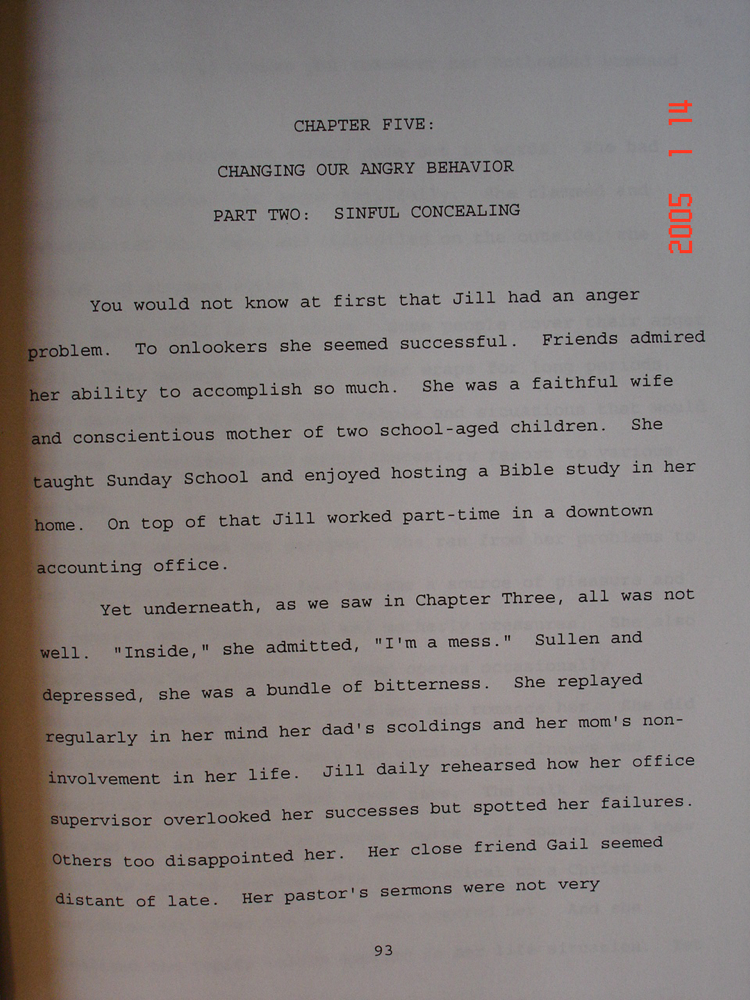 CHAPTER FIVE:
CHANGING OUR ANGRY BEHAVIOR
PART TWO: SINFUL CONCEALING
2005 1 14
You would not know at first that Jill had an anger
problem. To onlookers she seemed successful. Friends admired
her ability to accomplish so much. She was a faithful wife
and conscientious mother of two school-aged children. She
taught Sunday School and enjoyed hosting a Bible study in her
home. On top of that Jill worked part-time in a downtown
accounting office.
Yet underneath, as we saw in Chapter Three, all was not
well. "Inside," she admitted, "I'm a mess." Sullen and
depressed, she was a bundle of bitterness. She replayed
regularly in her mind her dad's scoldings and her mom's non-
involvement in her life. Jill daily rehearsed how her office
supervisor overlooked her successes but spotted her failures.
Others too disappointed her. Her close friend Gail seemed
distant of late. Her pastor's sermons were not very
93